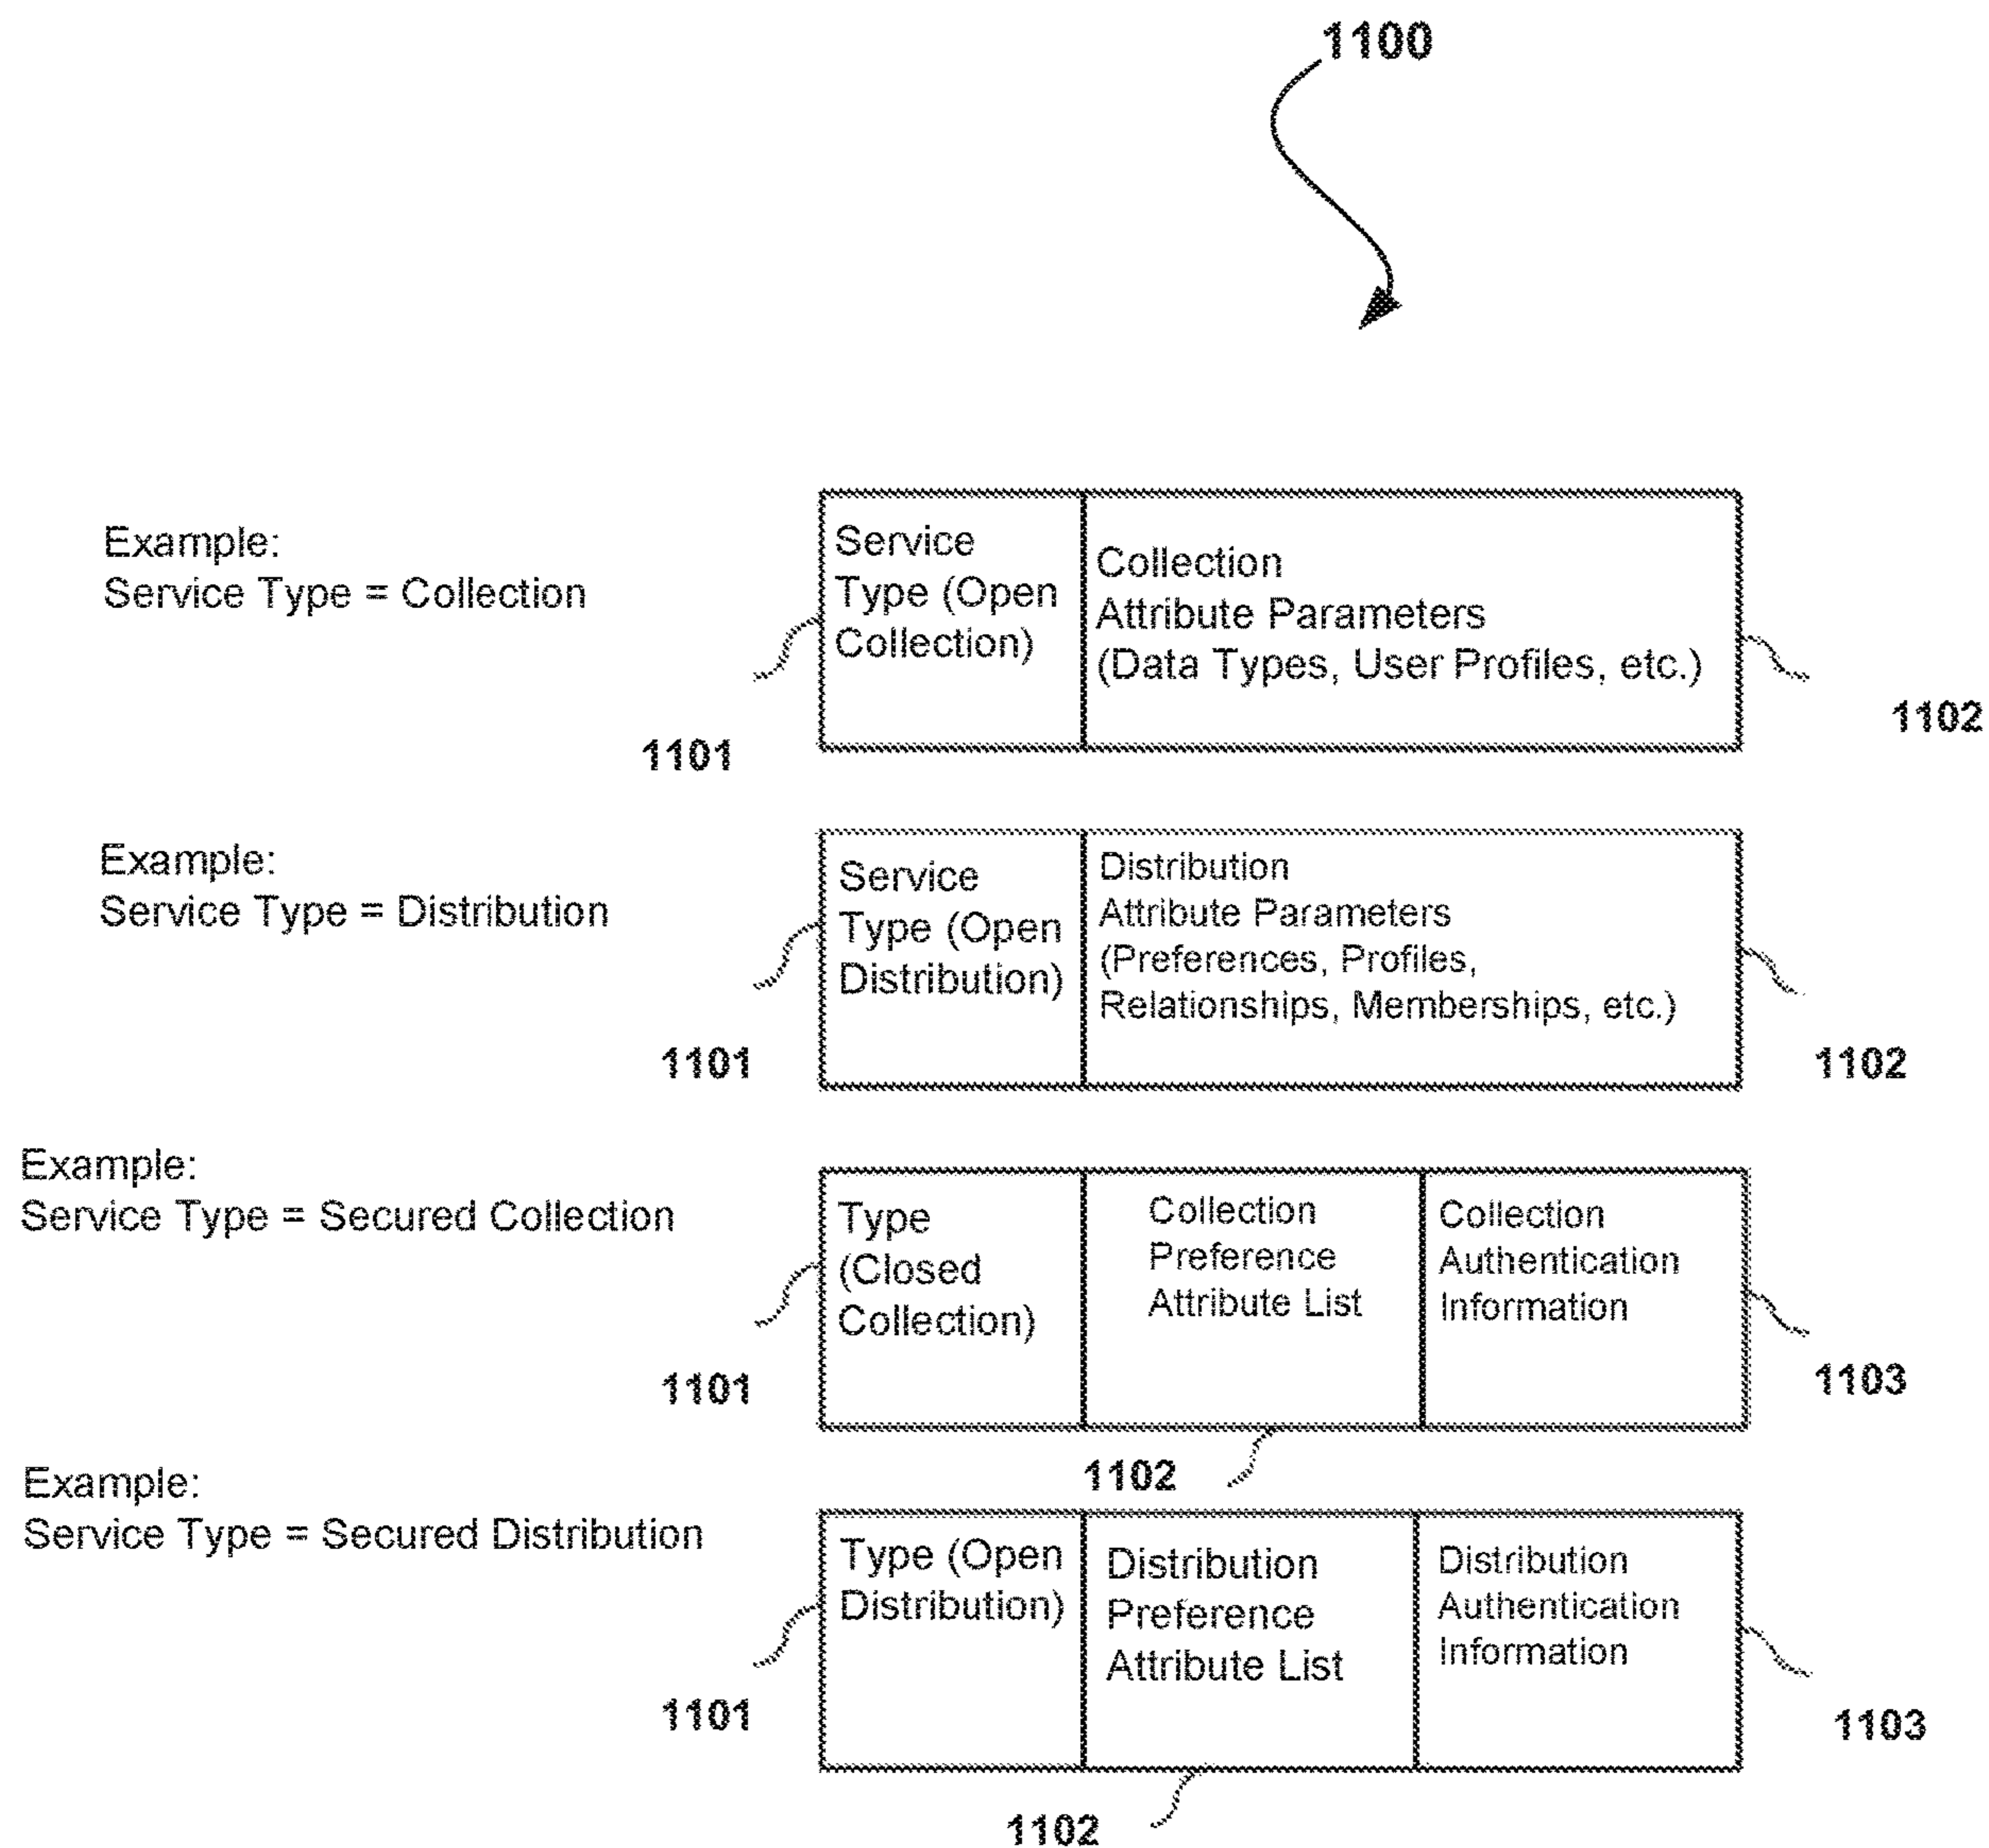 1100
Example:
Service Type = Collection
Service
Type (Open
Collection)
Collection
Attribute Parameters
(Data Types, User Profiles, etc.)
1101
1102
Example:
Service Type = Distribution
Service
Type (Open
Distribution)
Distribution
Attribute Parameters
(Preferences, Profiles,
Relationships, Memberships, etc.)
1101
1102
Example:
Service Type = Secured Collection
Type
(Closed
Collection)
Collection
Preference
Attribute List
Collection
Authentication
Information
1101
1102
1103
Example:
Service Type = Secured Distribution
Type (Open
Distribution)
Distribution
Preference
Attribute List
Distribution
Authentication
Information
1101
1102
1103